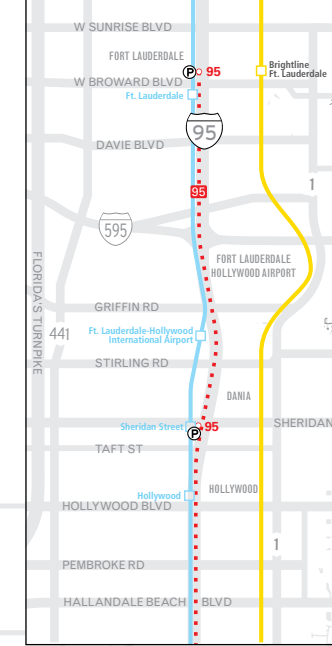 W SUNRISE BLVD
FORT LAUDERDALE
P 95
Brightline
Ft. Lauderdale
W BROWARD BLVD
Ft. Lauderdale
95
DAVIE BLVD
1
95
595
FORT LAUDERDALE
HOLLYWOOD AIRPORT
FLORIDA'S TURNPIKE
GRIFFIN RD
441
Ft. Lauderdale-Hollywood
International Airport
STIRLING RD
DANIA
Sheridan Street
P 95
SHERIDAN
TAFT ST
Hollywood
HOLLYWOOD
HOLLYWOOD BLVD
1
PEMBROKE RD
HALLANDALE BEACH BLVD